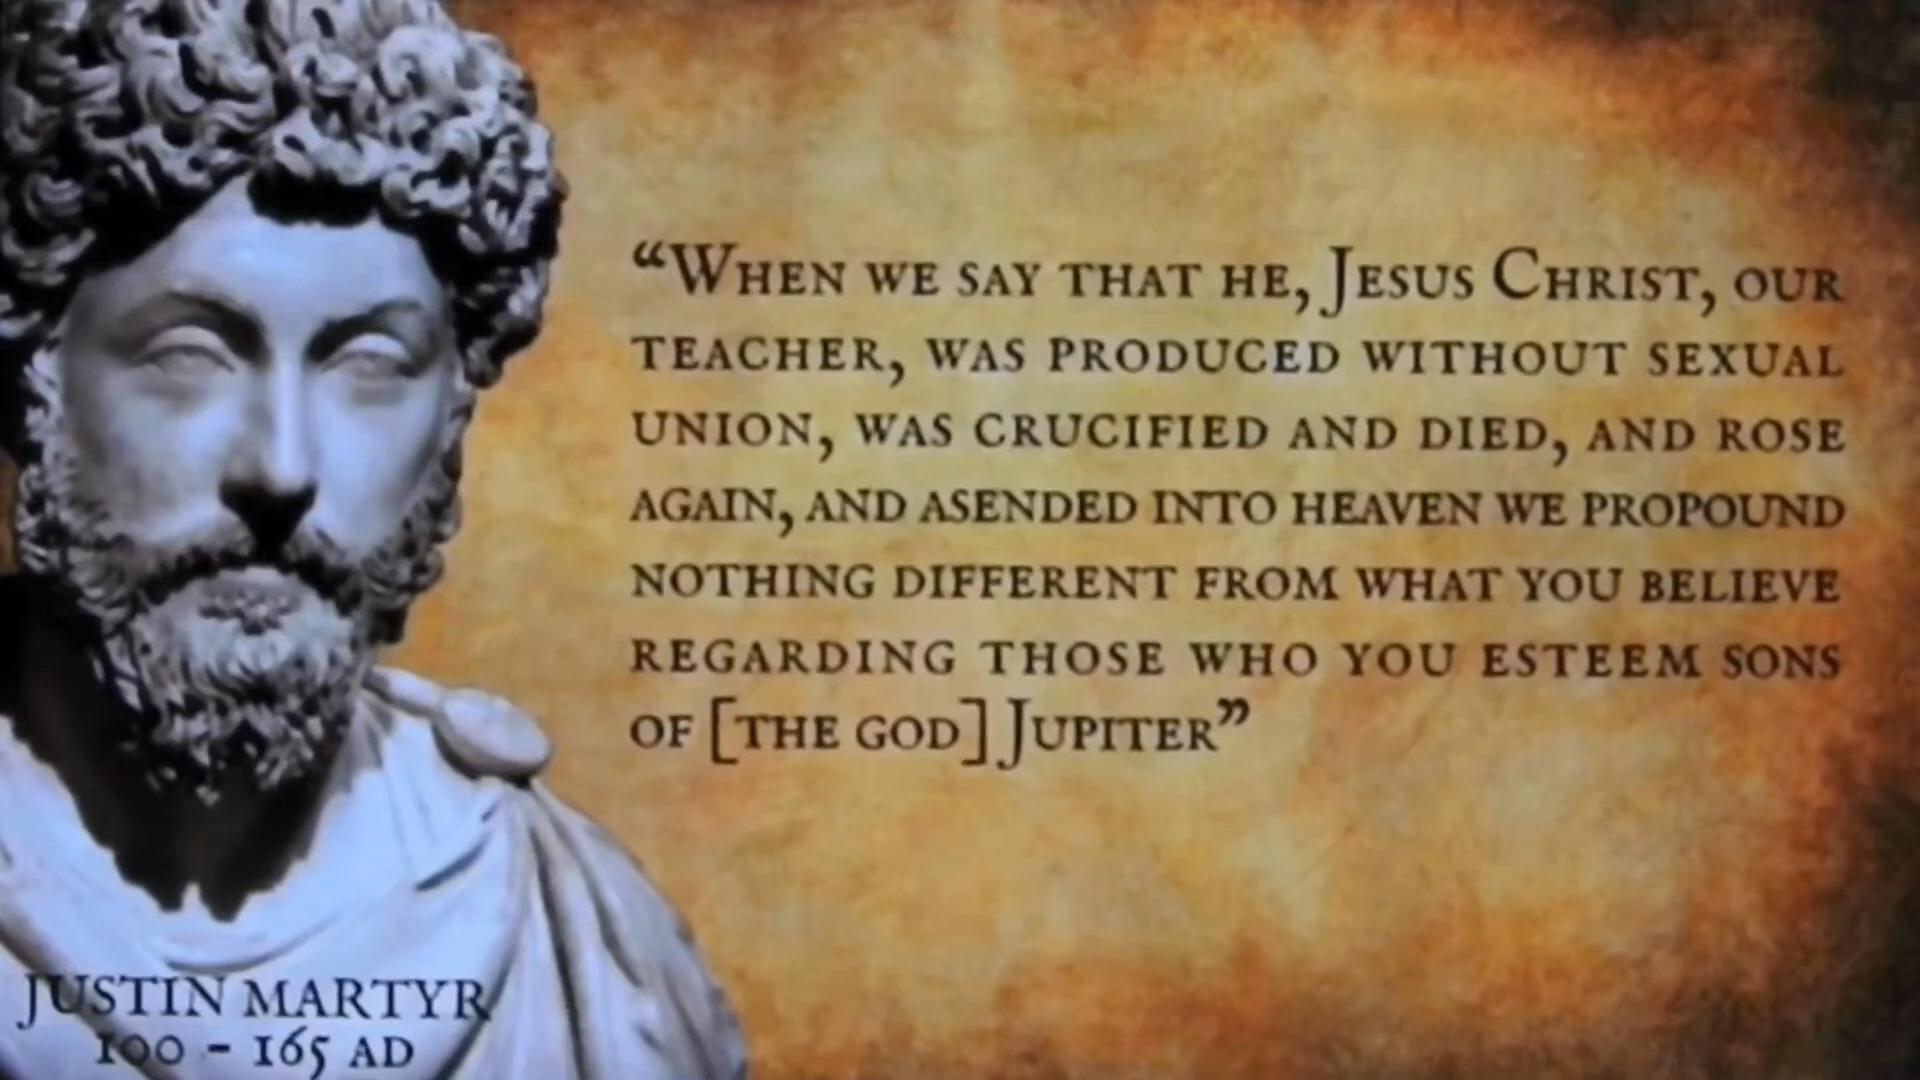 “When we say that he, Jesus Christ, our
teacher, was produced without sexual
union, was crucified and died, and rose
again, and asended into heaven we propound
nothing different from what you believe
regarding those who you esteem sons
of [the god] Jupiter”
Justin Martyr
100 - 165 AD